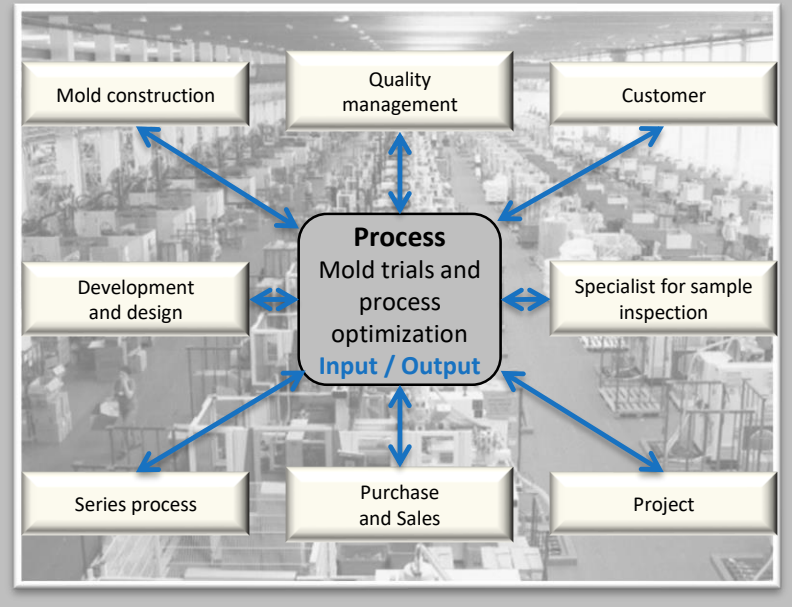 Mold construction
Quality
management
Customer
Process
Mold trials and
process
optimization
Input / Output
Development
and design
Specialist for sample
inspection
Series process
Purchase
and Sales
Project